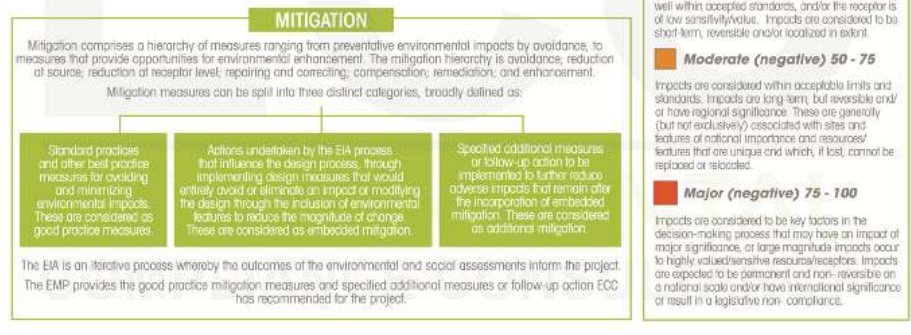 MITIGATION
Mitigation comprises a hierarchy of measures ranging from preventative environmental impacts by avoidance, to
measures that provide opportunities for environmental enhancement. The mitigation hierarchy is avoidance; reduction
at source; reduction at receptor level; repairing and correcting; compensation; remediation; and enhancement.
Mitigation measures can be split into three distinct categories, broadly defined as:
Standard practices
and other best practice
measures for avoiding
and minimizing
environmental impacts.
These are considered as
good practice measures.
Actions undertaken by the EIA process
that influence the design process, through
implementing design measures that would
entirely avoid or eliminate an impact or modifying
the design through the inclusion of environmental
features to reduce the magnitude of change.
These are considered as embedded mitigation.
Specified additional measures
or follow-up action to be
implemented to further reduce
adverse impacts that remain after
the incorporation of embedded
mitigation. These are considered
as additional mitigation.
The EIA is an iterative process whereby the outcomes of the environmental and social assessments inform the project.
The EMP provides the good practice mitigation measures and specified additional measures or follow-up action ECC
has recommended for the project.
well within accepted standards, and/or the receptor is
of low sensitivity/value. Impacts are considered to be
short-term, reversible and/or localized in extent.
Moderate (negative) 50 - 75
Impacts are considered within acceptable limits and
standards. Impacts are long-term, but reversible and/
or have regional significance. These are generally
(but not exclusively) associated with sites and
features of national importance and resources/
features that are unique and which, if lost, cannot be
replaced or relocated.
Major (negative) 75 - 100
Impacts are considered to be key factors in the
decision-making process that may have an impact of
major significance, or large magnitude impacts occur
to highly valued/sensitive resource/receptors. Impacts
are expected to be permanent and non- reversible on
a national scale and/or have international significance
or result in a legislative non- compliance.